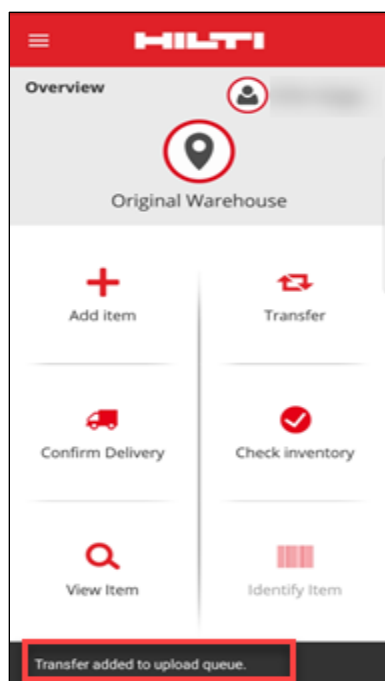 HILTI
Overview
Original Warehouse
Add item
Transfer
Confirm Delivery
Check inventory
View Item
Identify Item
Transfer added to upload queue.